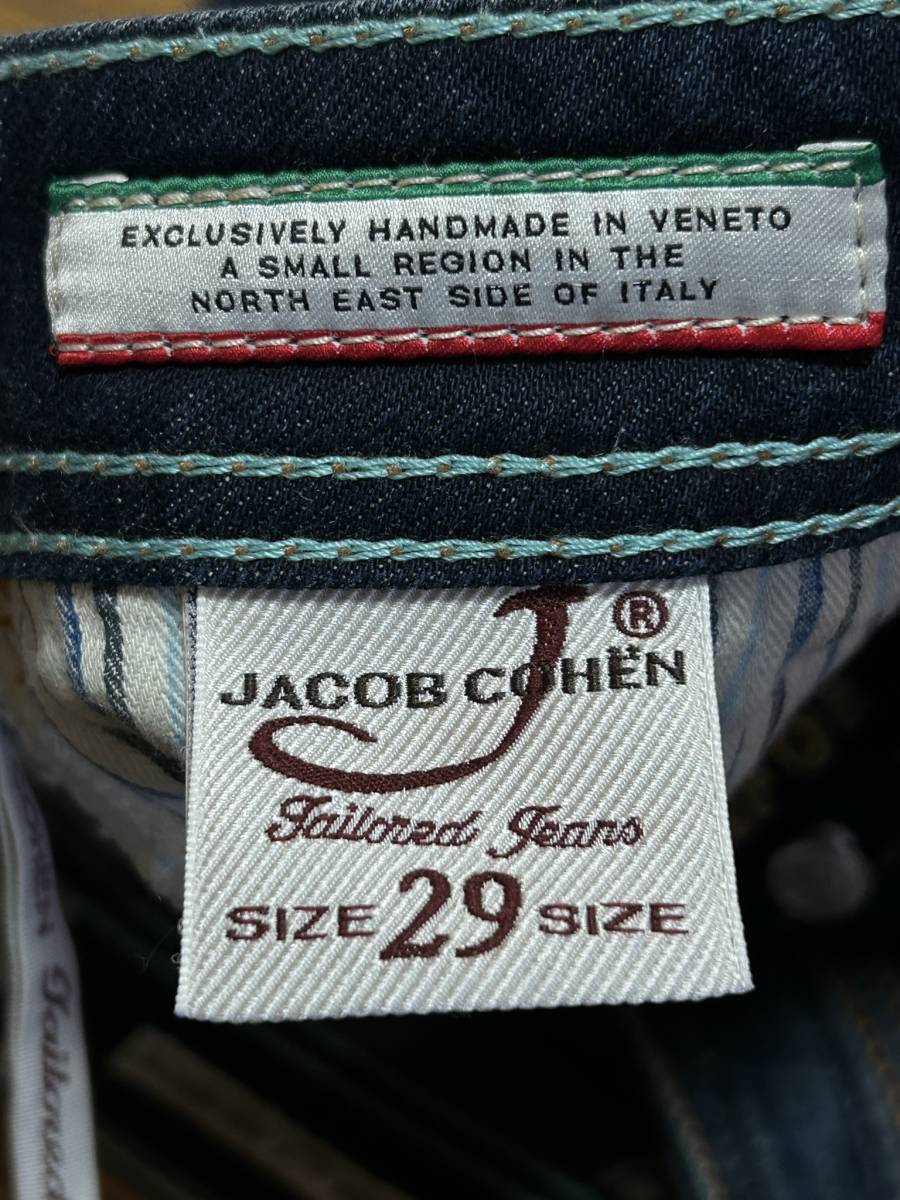 EXCLUSIVELY HANDMADE IN VENETO
A SMALL REGION IN THE
NORTH EAST SIDE OF ITALY
J ®
JACOB COHËN
Tailored Jeans
SIZE 29 SIZE
Tailored